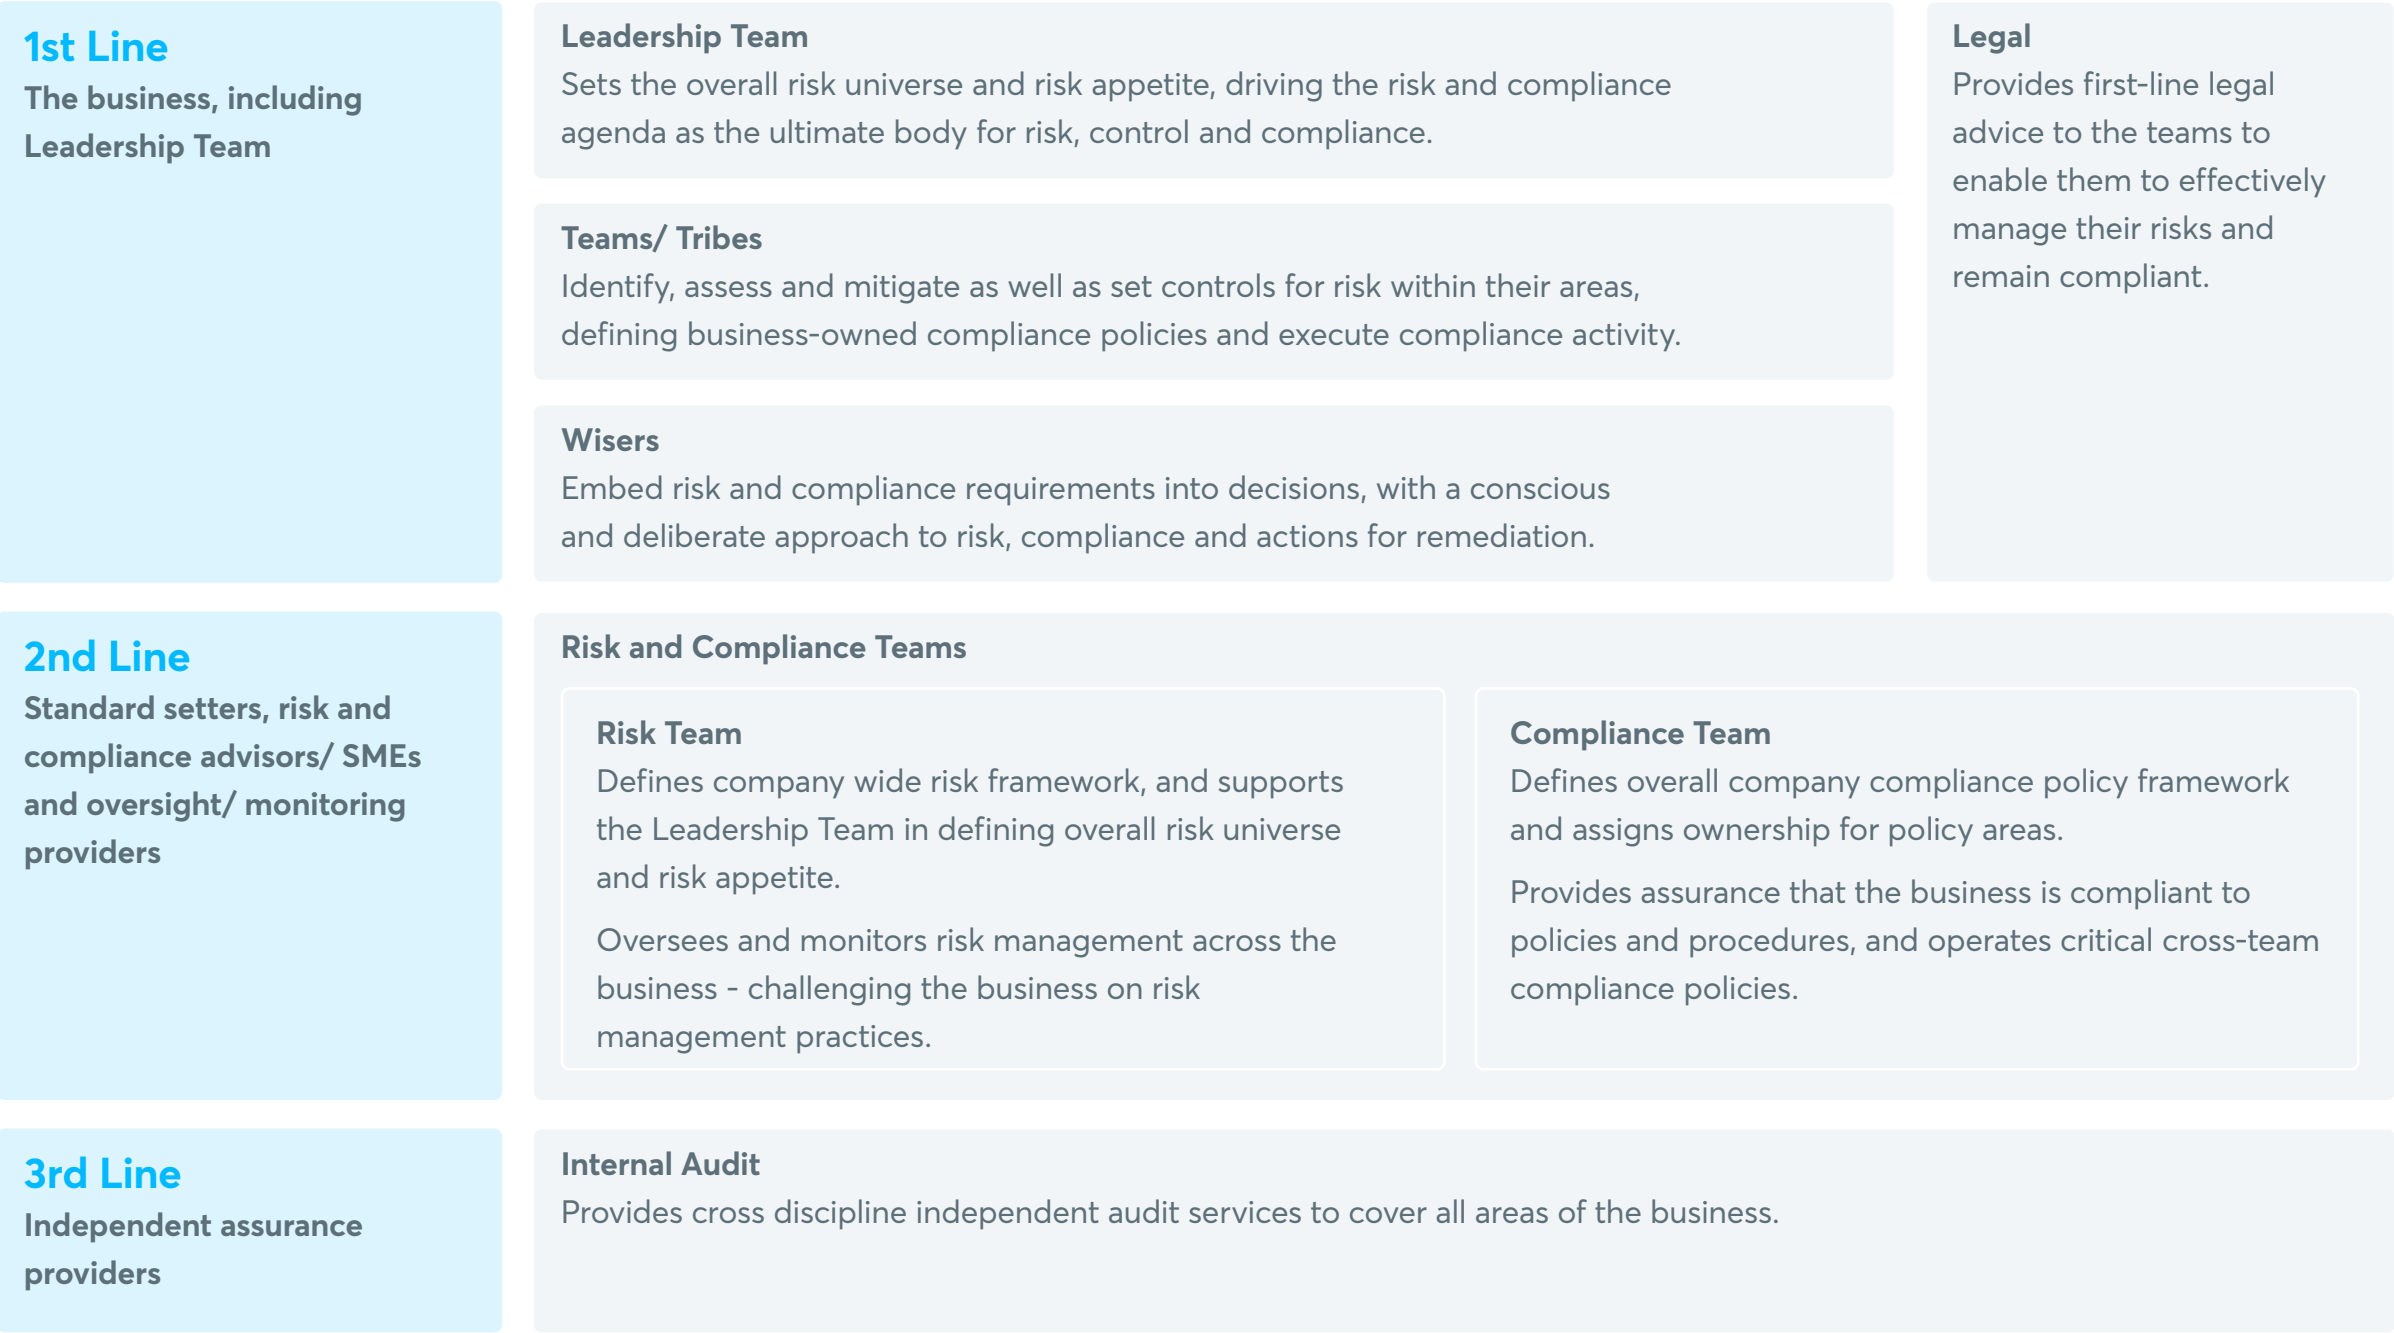 1st Line
The business, including
Leadership Team
Leadership Team
Sets the overall risk universe and risk appetite, driving the risk and compliance
agenda as the ultimate body for risk, control and compliance.
Teams/ Tribes
Identify, assess and mitigate as well as set controls for risk within their areas,
defining business-owned compliance policies and execute compliance activity.
Wisers
Embed risk and compliance requirements into decisions, with a conscious
and deliberate approach to risk, compliance and actions for remediation.
Legal
Provides first-line legal
advice to the teams to
enable them to effectively
manage their risks and
remain compliant.
2nd Line
Standard setters, risk and
compliance advisors/ SMEs
and oversight/ monitoring
providers
Risk and Compliance Teams
Risk Team
Defines company wide risk framework, and supports
the Leadership Team in defining overall risk universe
and risk appetite.
Oversees and monitors risk management across the
business - challenging the business on risk
management practices.
Compliance Team
Defines overall company compliance policy framework
and assigns ownership for policy areas.
Provides assurance that the business is compliant to
policies and procedures, and operates critical cross-team
compliance policies.
3rd Line
Independent assurance
providers
Internal Audit
Provides cross discipline independent audit services to cover all areas of the business.